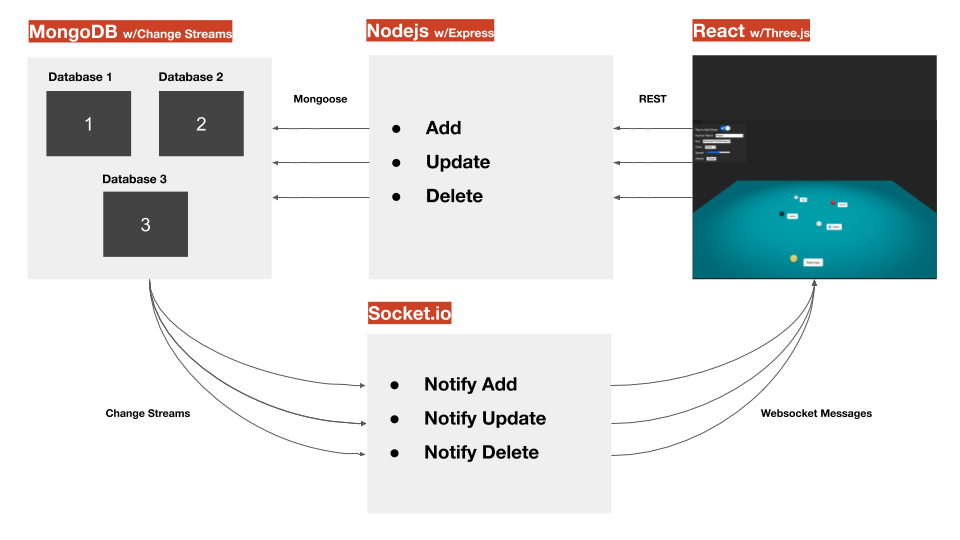 MongoDB w/Change Streams
Nodejs w/Express
React w/Three.js
Database 1
Database 2
1
2
Database 3
3
Mongoose
● Add
● Update
● Delete
REST
Socket.io
● Notify Add
● Notify Update
● Notify Delete
Change Streams
Websocket Messages